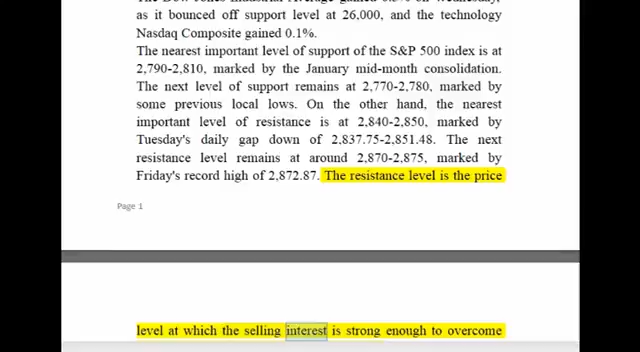 as it bounced off support level at 26,000, and the technology
Nasdaq Composite gained 0.1%.
The nearest important level of support of the S&P 500 index is at
2,790-2,810, marked by the January mid-month consolidation.
The next level of support remains at 2,770-2,780, marked by
some previous local lows. On the other hand, the nearest
important level of resistance is at 2,840-2,850, marked by
Tuesday's daily gap down of 2,837.75-2,851.48. The next
resistance level remains at around 2,870-2,875, marked by
Friday's record high of 2,872.87. The resistance level is the price
Page 1
level at which the selling interest is strong enough to overcome